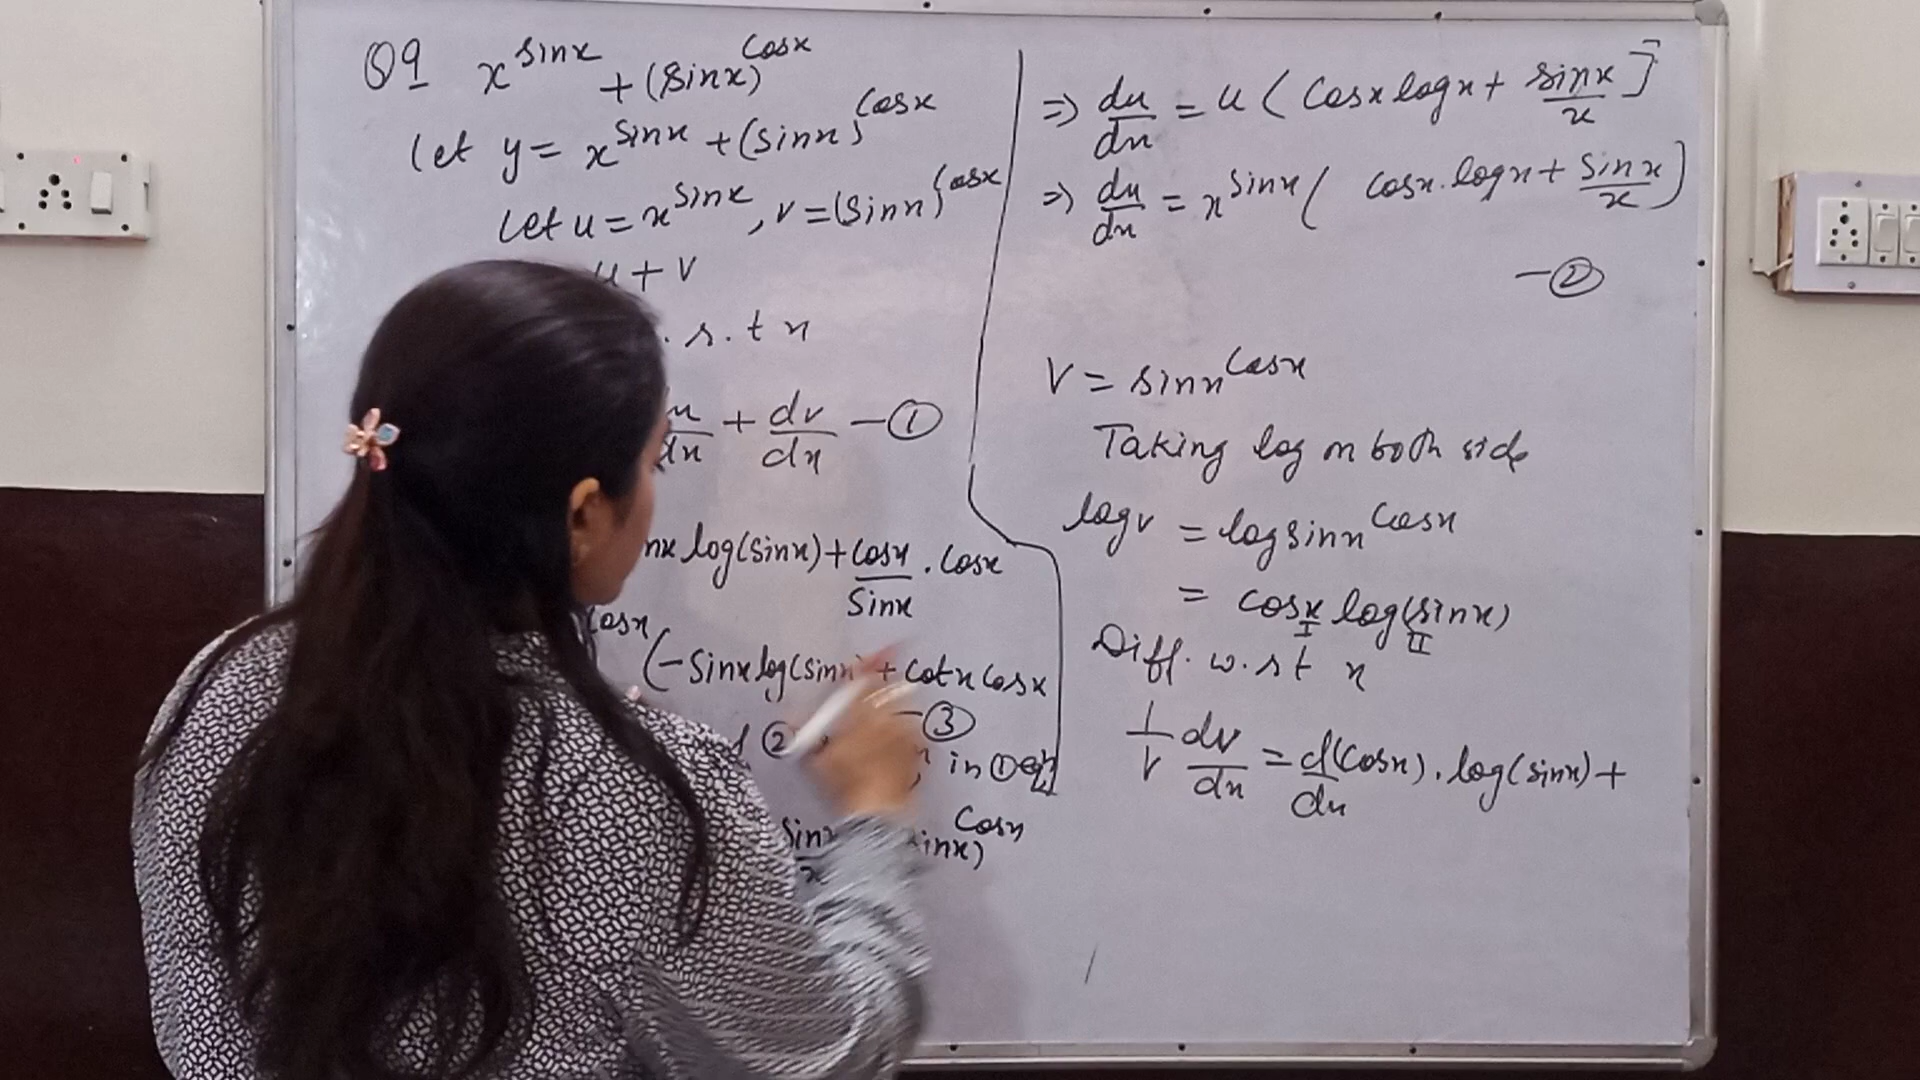 Q9 x^sinx + (sinx)^cosx
Let y = x^sinx + (sinx)^cosx
Let u = x^sinx, v = (sinx)^cosx
u + v
r.t x
dx + dv/dx - ①
nx log(sinx) + cosx/sinx . cosx
cosx (-sinx log(sinx) + cotx cosx
- ③
② in ① eqn
sinx/x sinx)^cosx
⇒ du/dx = u ( cosx logx + sinx/x ]
⇒ du/dx = x^sinx ( cosx . logx + sinx/x )
- ②
v = sinx^cosx
Taking log on both side
logv = log sinx^cosx
= cosx log(sinx)
I II
Diff. w.r.t x
1/v dv/dx = d/dx (cosx) . log(sinx) +